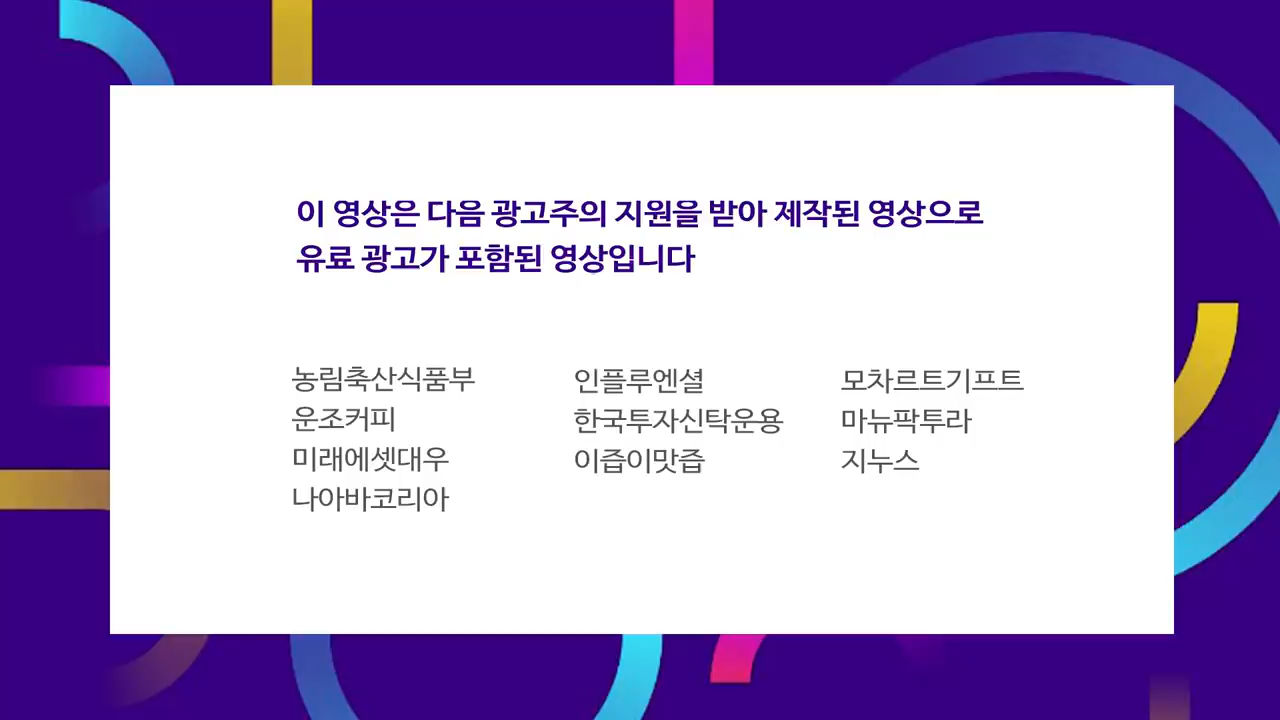 이 영상은 다음 광고주의 지원을 받아 제작된 영상으로
유료 광고가 포함된 영상입니다
농림축산식품부
운조커피
미래에셋대우
나아바코리아
인플루엔셜
한국투자신탁운용
이즙이맛즙
모차르트기프트
마뉴팍투라
지누스